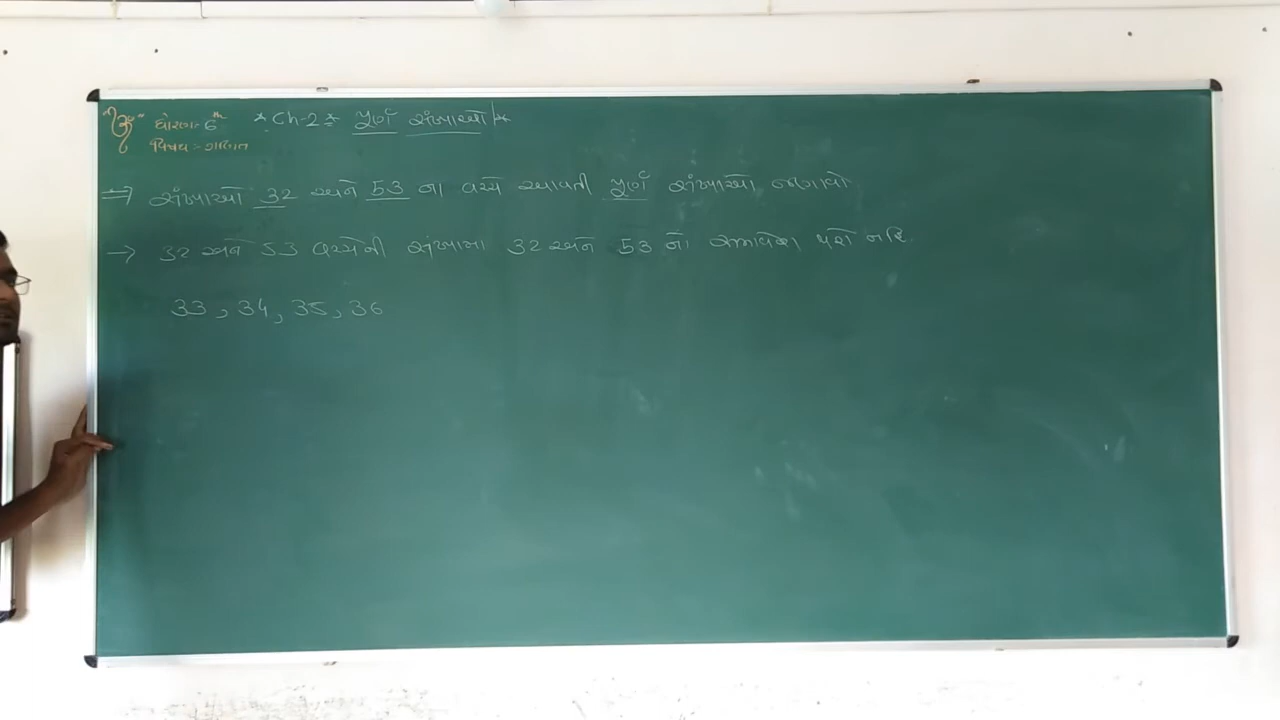 ધોરણ:- 6th * Ch-2 * પૂર્ણ સંખ્યાઓ
વિષય :- ગણિત
⇒ સંખ્યાઓ 32 અને 53 ના વચ્ચે આવતી પૂર્ણ સંખ્યાઓ જણાવો
→ 32 અને 53 વચ્ચેની સંખ્યામાં 32 અને 53 નો સમાવેશ થશે નહિ.
33, 34, 35, 36